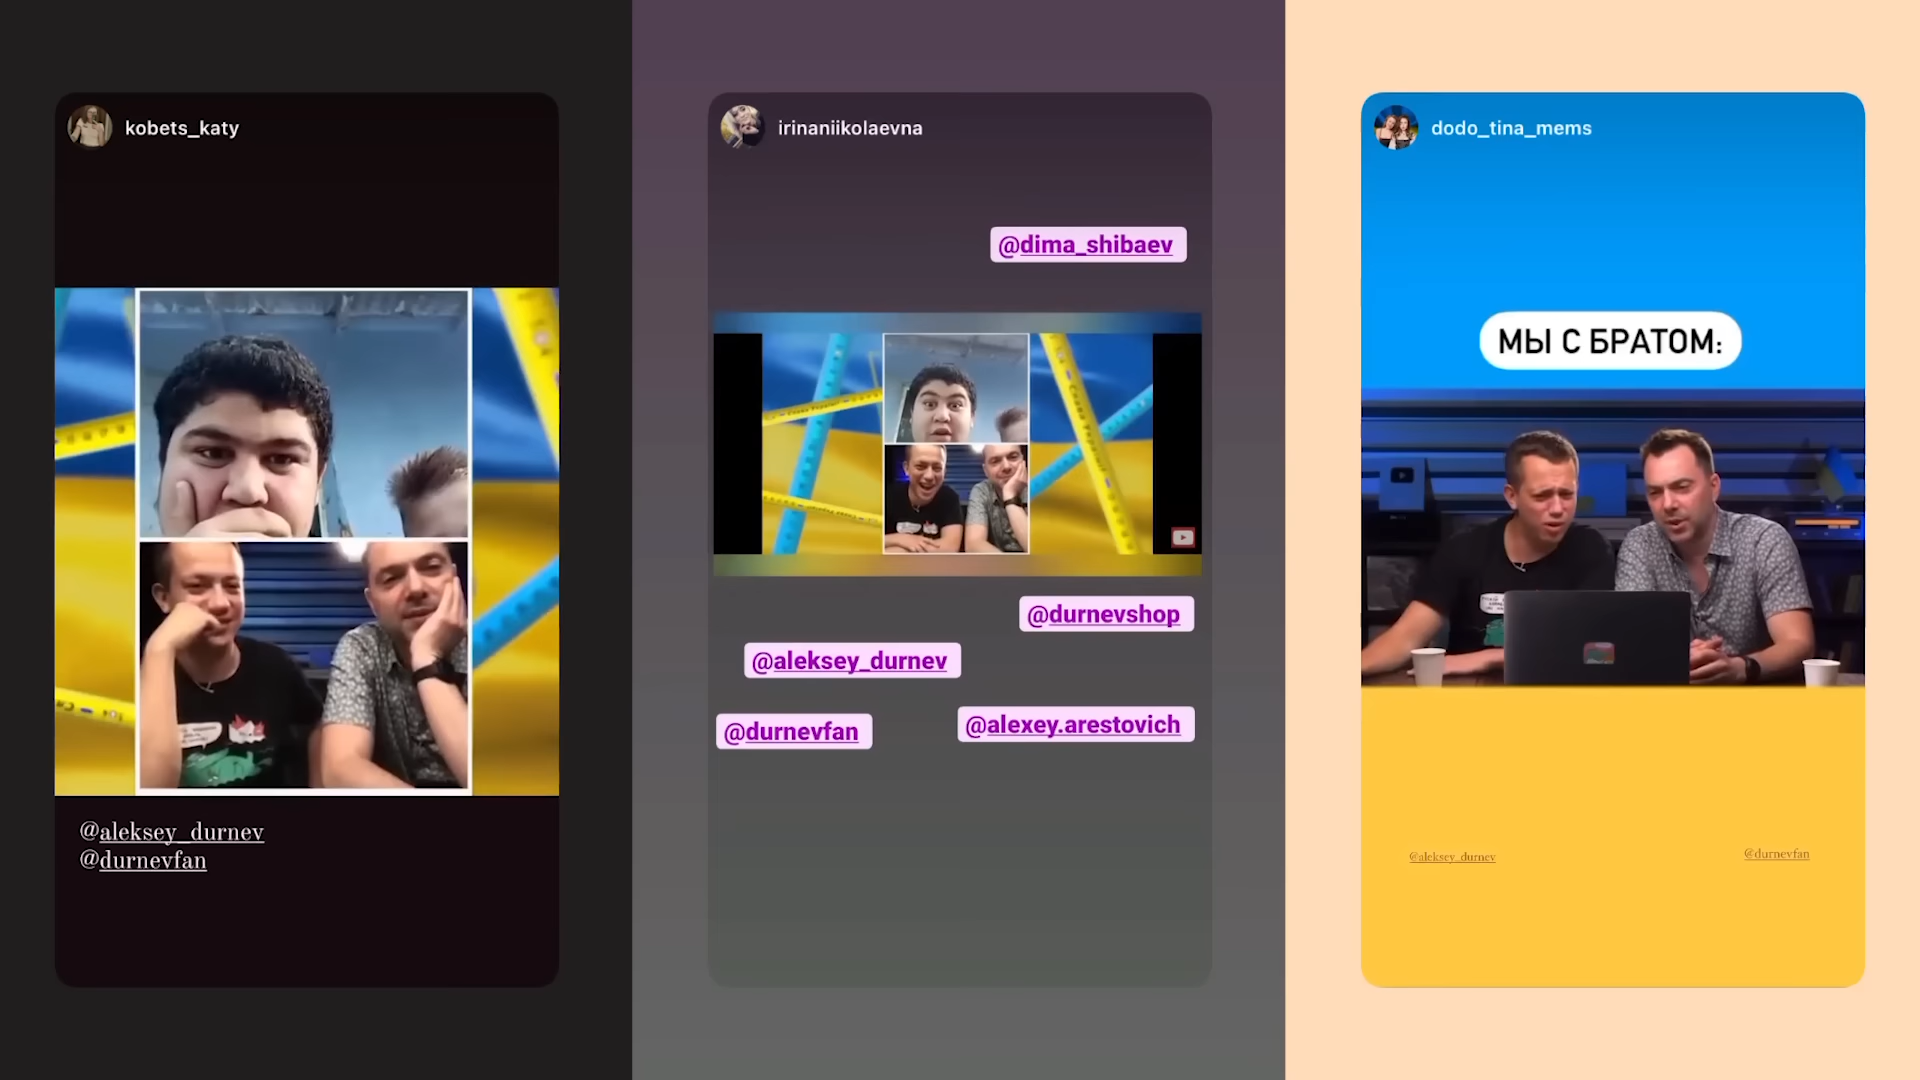 kobets_katy
@aleksey_durnev
@durnevfan
irinaniikolaevna
@dima_shibaev
@durnevshop
@aleksey_durnev
@durnevfan
@alexey.arestovich
dodo_tina_mems
МЫ С БРАТОМ:
@aleksey_durnev
@durnevfan